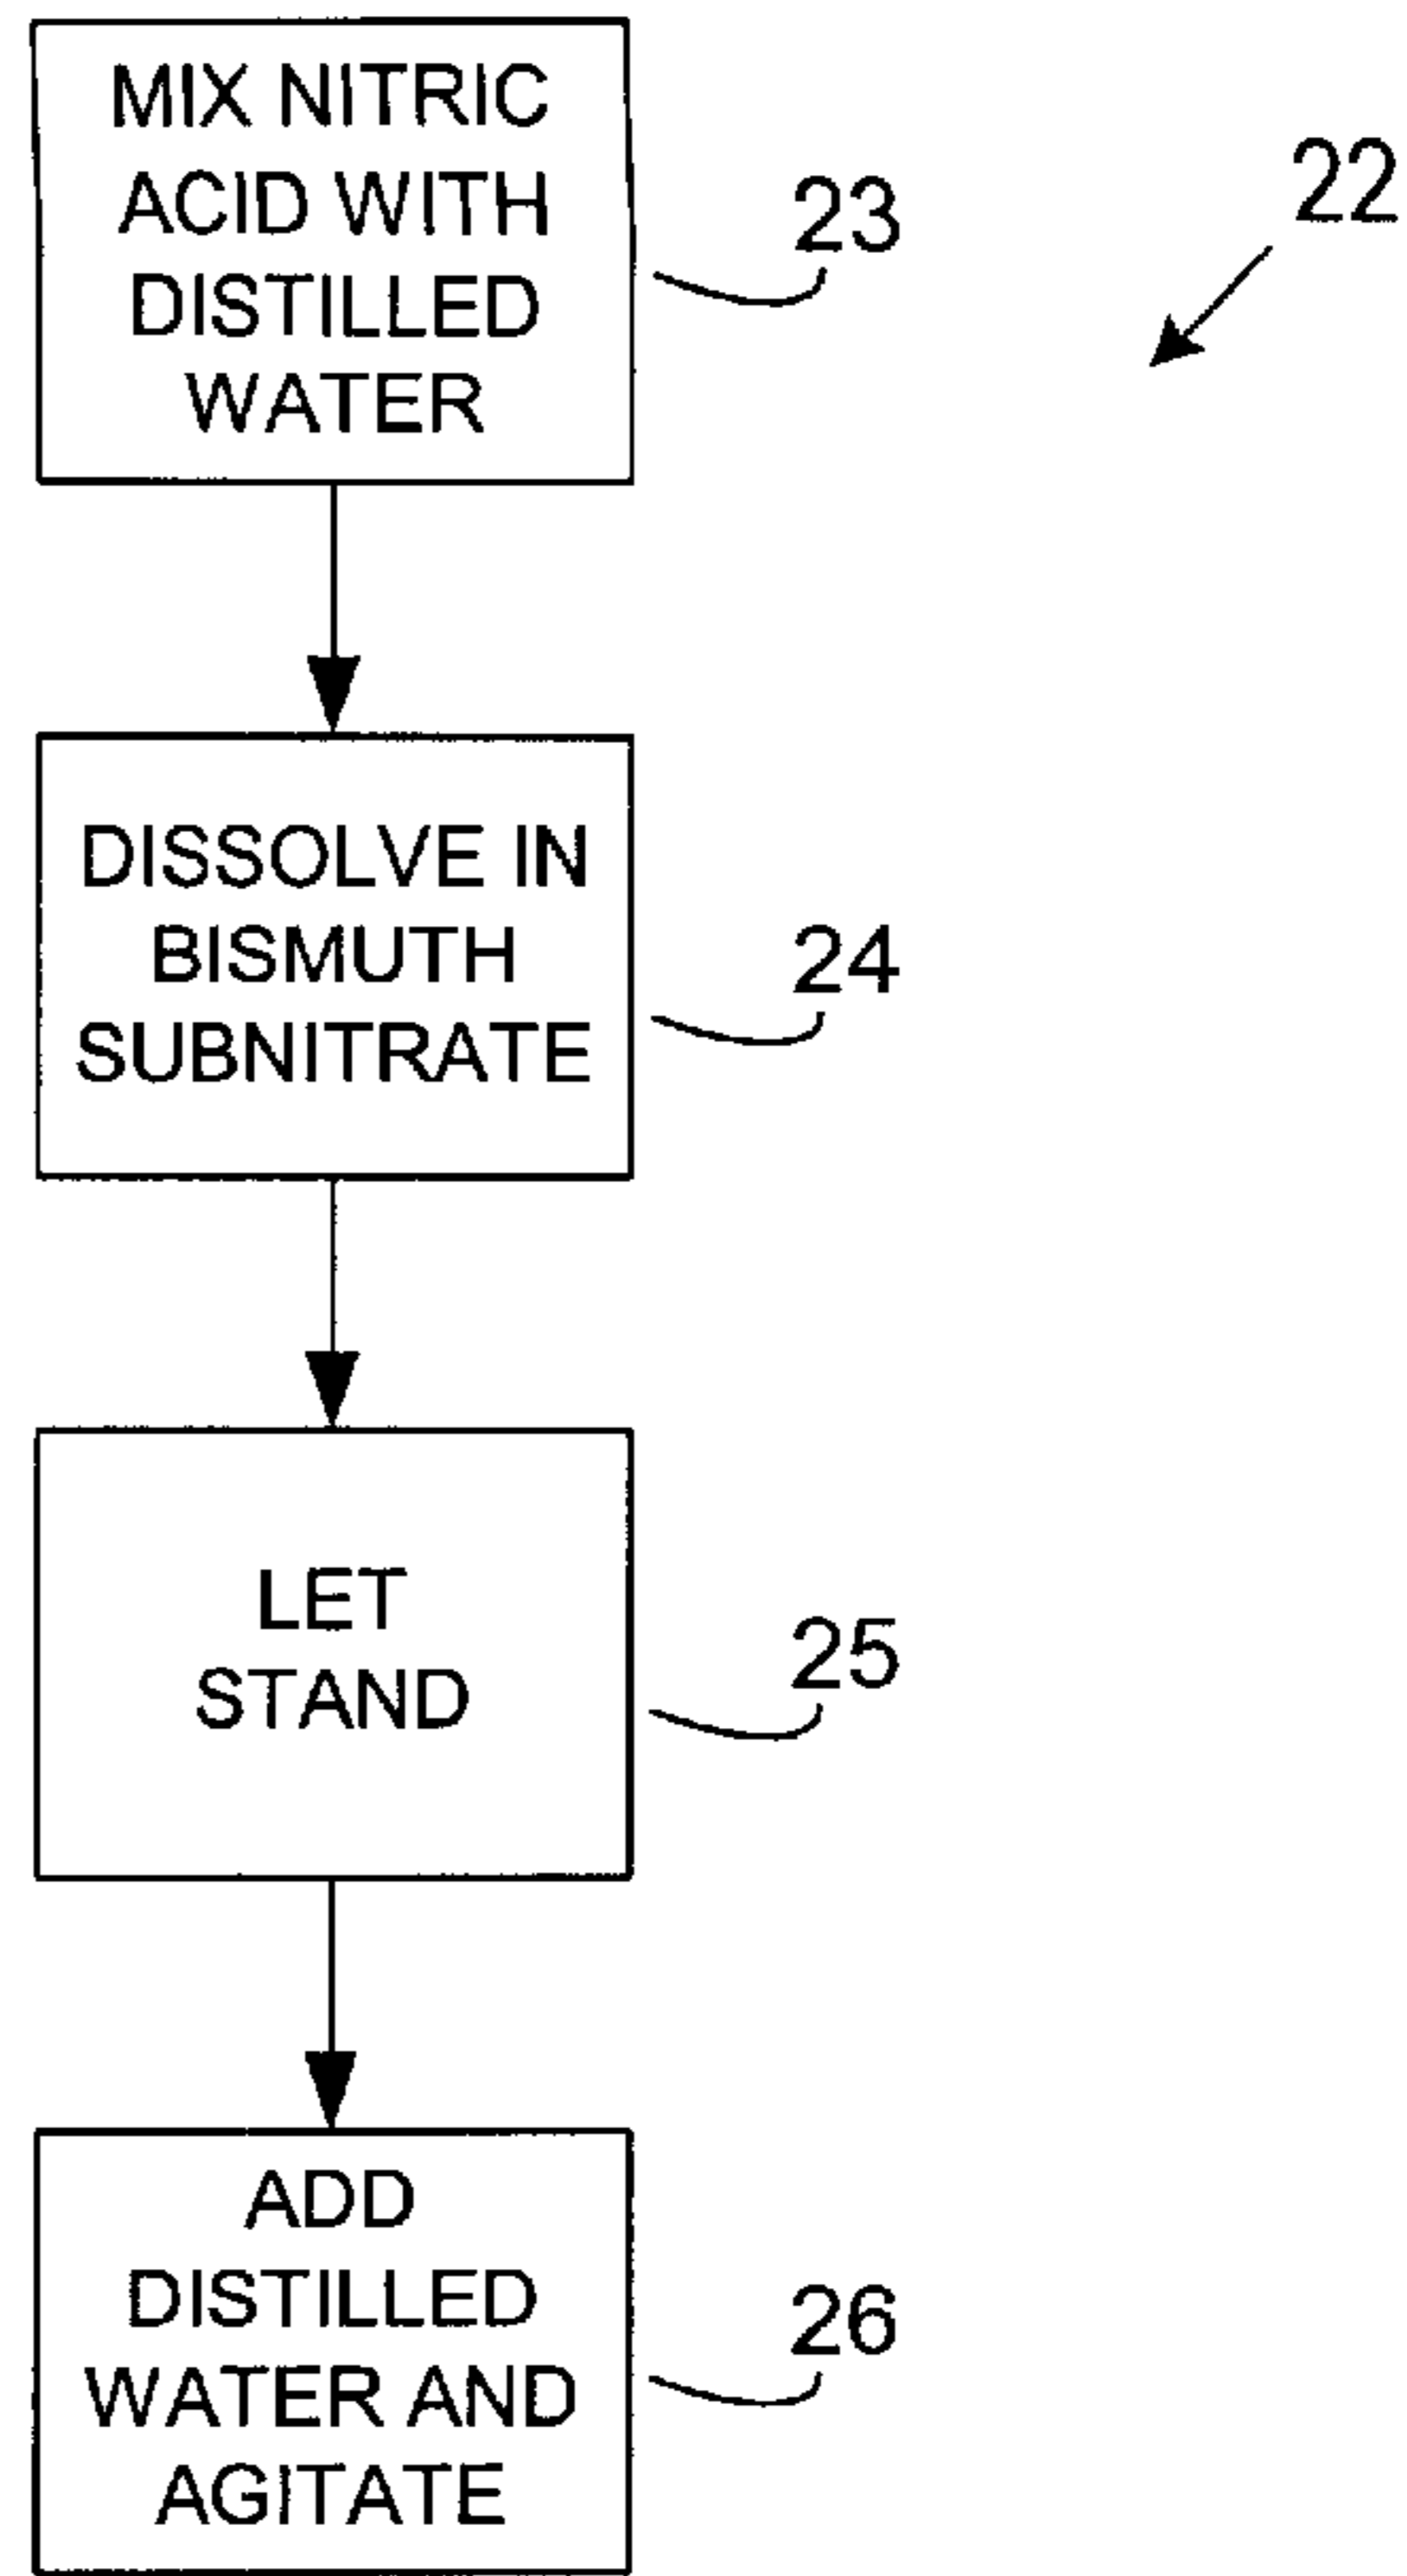 MIX NITRIC
ACID WITH
DISTILLED
WATER
23
22
DISSOLVE IN
BISMUTH
SUBNITRATE
24
LET
STAND
25
ADD
DISTILLED
WATER AND
AGITATE
26